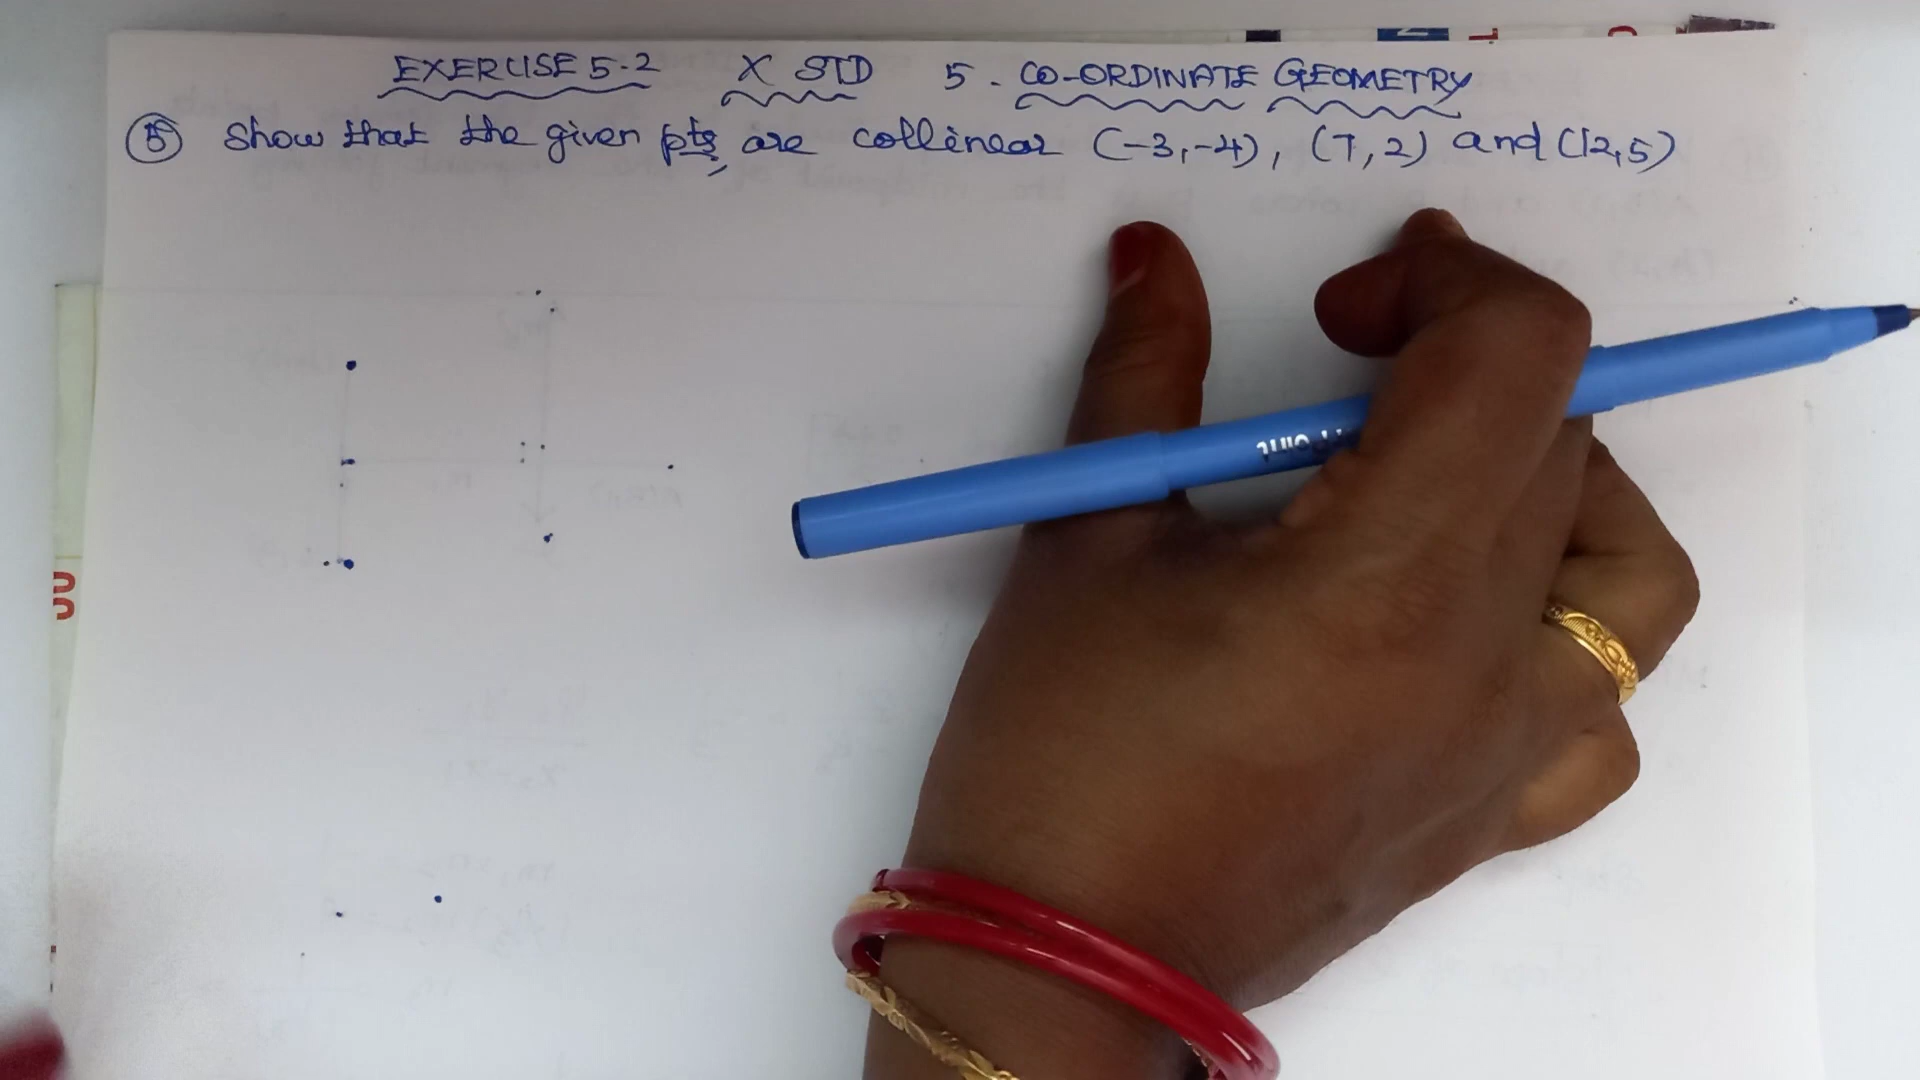 EXERCISE 5.2 X STD 5. CO-ORDINATE GEOMETRY
5 Show that the given pts, are collinear (-3,-4), (7,2) and (12,5)